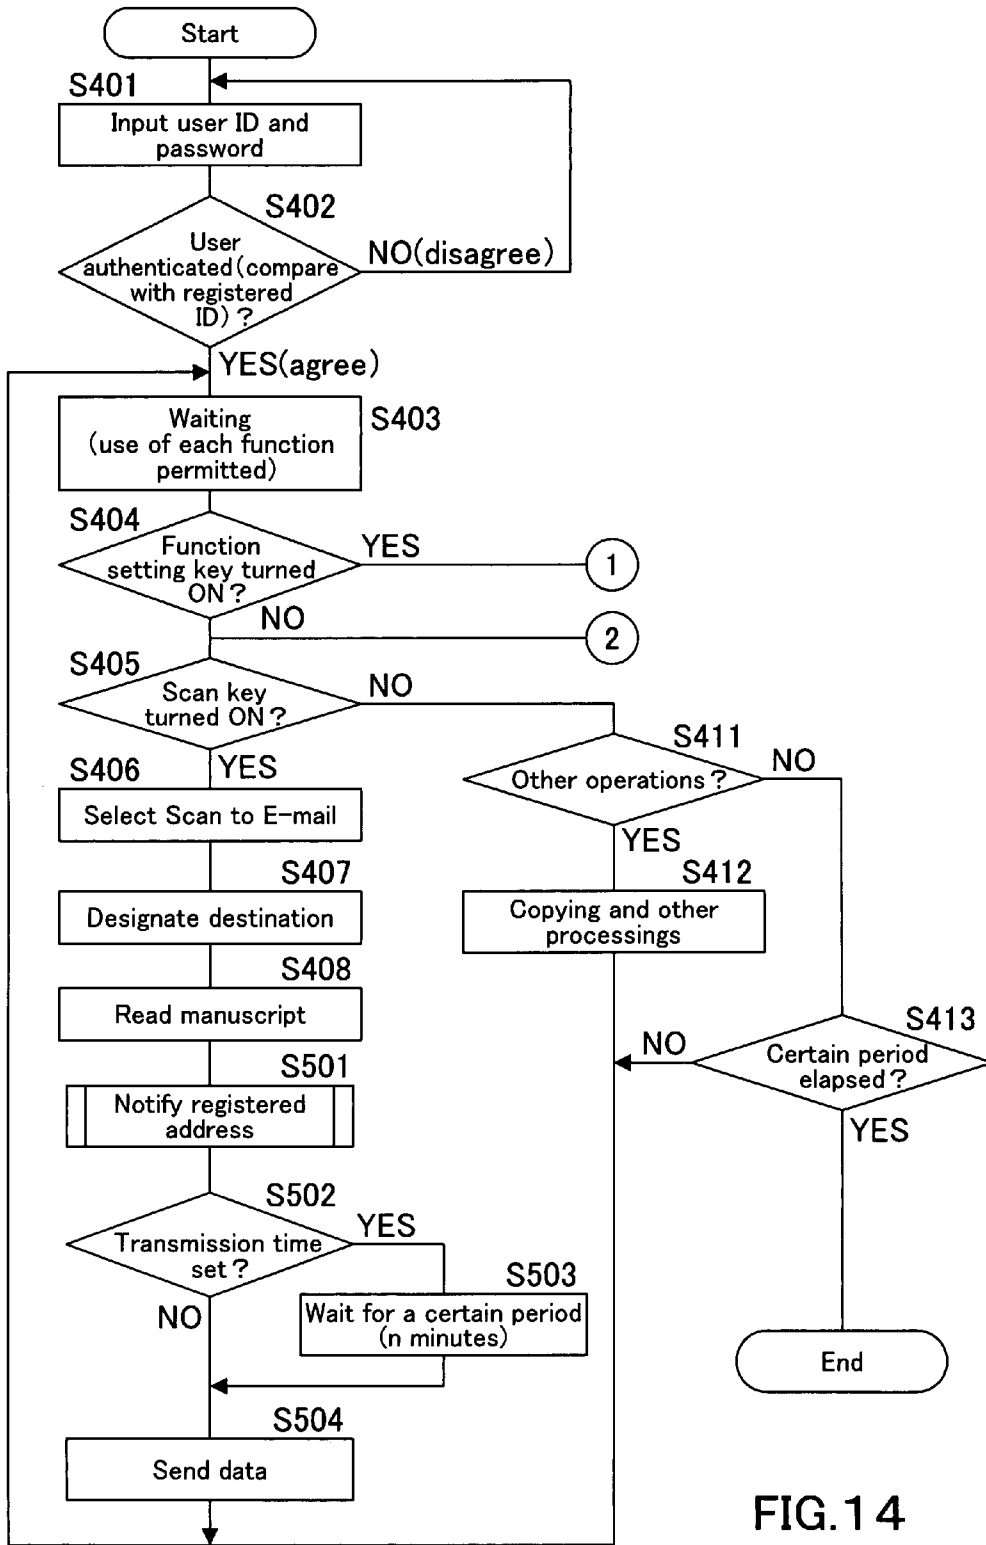 Start
S401
Input user ID and
password
S402
User
authenticated(compare
with registered
ID)?
NO(disagree)
YES(agree)
Waiting
(use of each function
permitted)
S403
S404
Function
setting key turned
ON?
YES
1
NO
2
S405
Scan key
turned ON?
NO
YES
S406
Select Scan to E-mail
S411
Other operations?
NO
YES
S407
Designate destination
S412
Copying and other
processings
S408
Read manuscript
S413
Certain period
elapsed?
NO
YES
S501
Notify registered
address
S502
Transmission time
set?
YES
NO
S503
Wait for a certain period
(n minutes)
End
S504
Send data
FIG.14